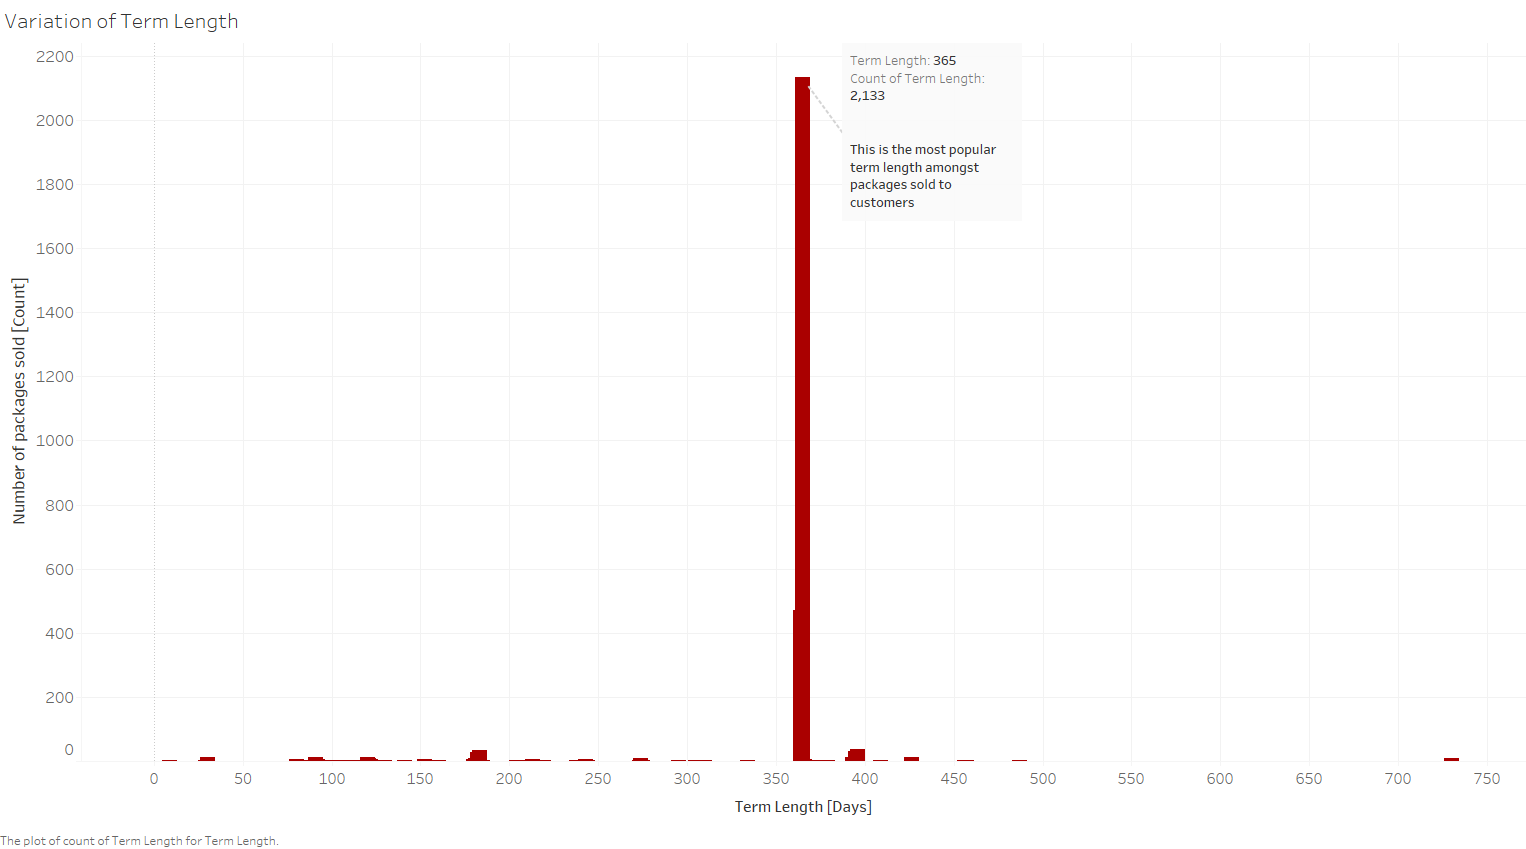 Variation of Term Length
2200
2000
1800
1600
1400
1200
1000
800
600
400
200
0
Number of packages sold [Count]
Term Length: 365
Count of Term Length:
2,133
This is the most popular
term length amongst
packages sold to
customers
0 50 100 150 200 250 300 350 400 450 500 550 600 650 700 750
Term Length [Days]
The plot of count of Term Length for Term Length.